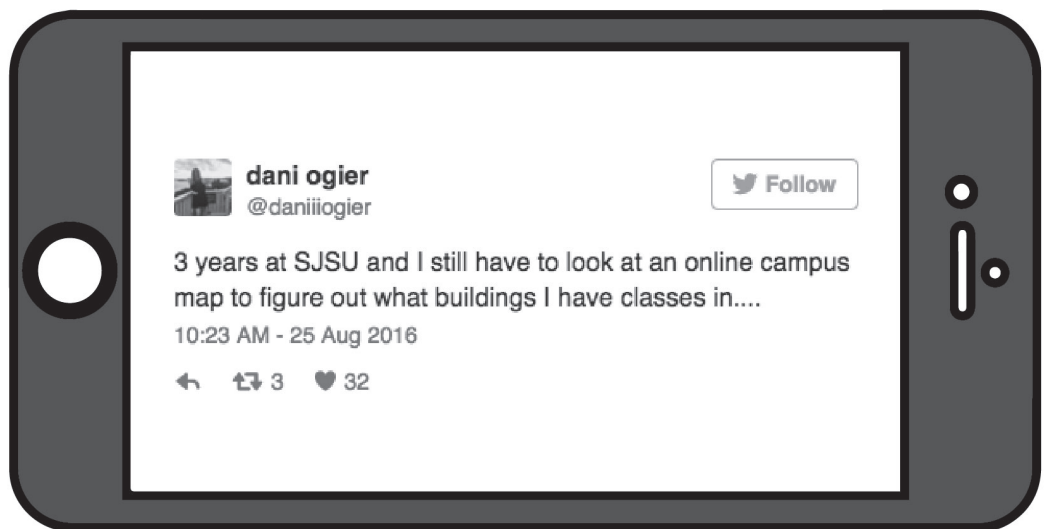 dani ogier
@daniiiogier
Follow
3 years at SJSU and I still have to look at an online campus
map to figure out what buildings I have classes in....
10:23 AM - 25 Aug 2016
3 32